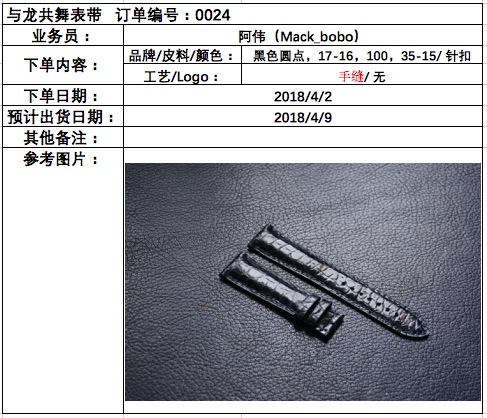 与龙共舞表带 订单编号：0024
业务员： 阿伟（Mack_bobo）
下单内容： 品牌/皮料/颜色： 黑色圆点，17-16，100，35-15/ 针扣
工艺/Logo： 手缝/ 无
下单日期： 2018/4/2
预计出货日期： 2018/4/9
其他备注：
参考图片：